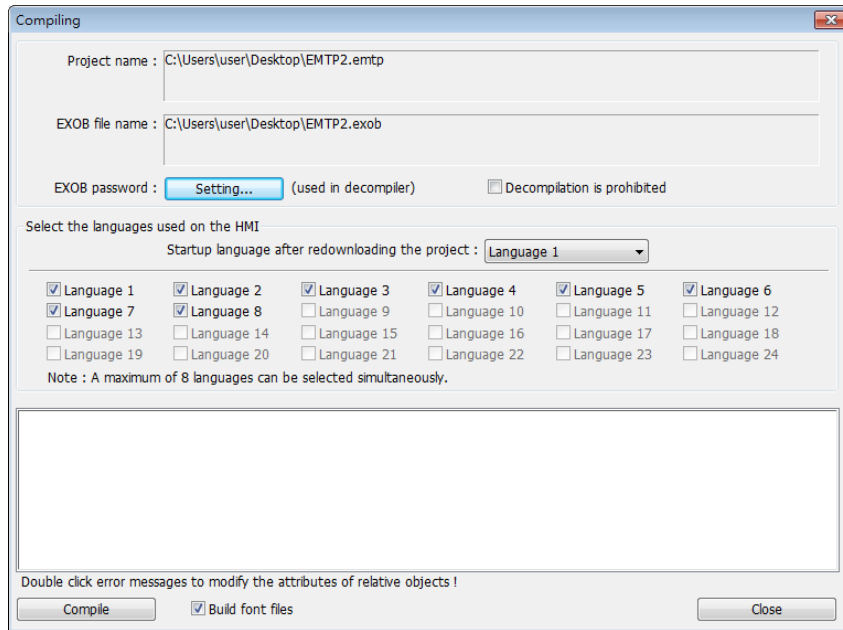 Compiling
Project name : C:\Users\user\Desktop\EMTP2.emtp
EXOB file name : C:\Users\user\Desktop\EMTP2.exob
EXOB password : Setting... (used in decompiler) Decompilation is prohibited
Select the languages used on the HMI
Startup language after redownloading the project : Language 1
Language 1 Language 2 Language 3 Language 4 Language 5 Language 6
Language 7 Language 8 Language 9 Language 10 Language 11 Language 12
Language 13 Language 14 Language 15 Language 16 Language 17 Language 18
Language 19 Language 20 Language 21 Language 22 Language 23 Language 24
Note : A maximum of 8 languages can be selected simultaneously.
Double click error messages to modify the attributes of relative objects !
Compile Build font files Close